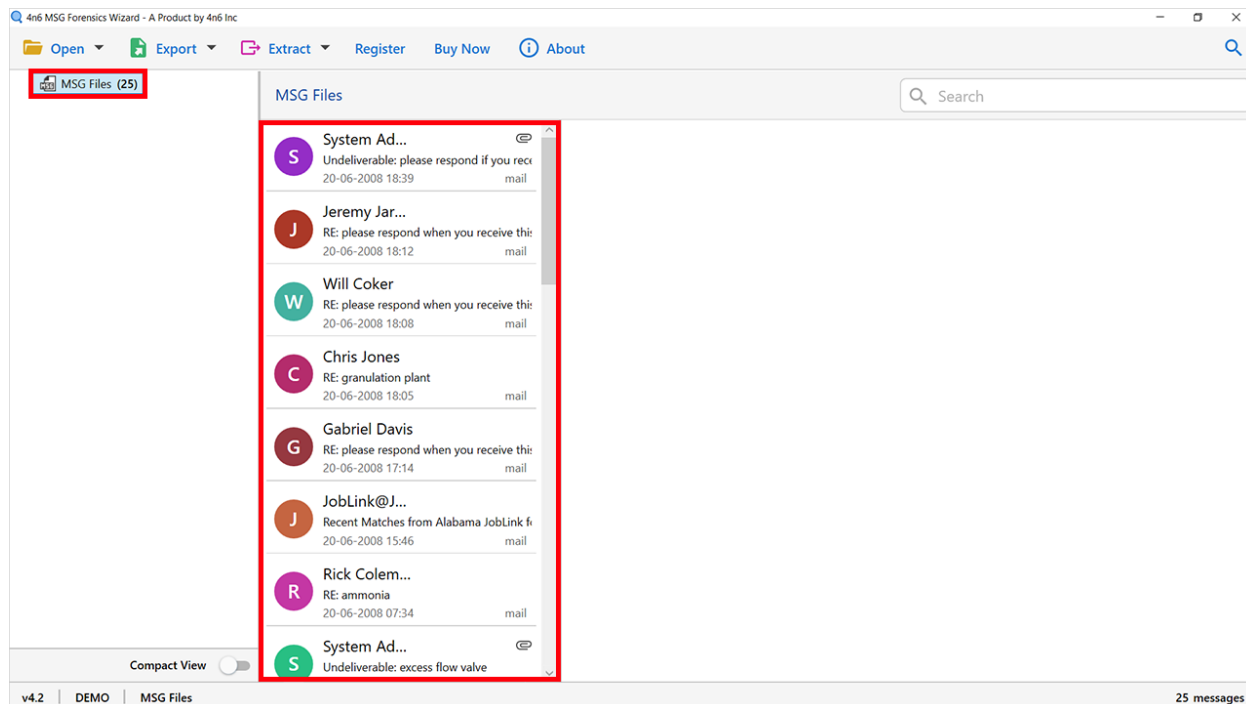 4n6 MSG Forensics Wizard - A Product by 4n6 Inc
Open Export Extract Register Buy Now About
MSG Files (25)
MSG Files
Search
S
System Ad...
Undeliverable: please respond if you rece
20-06-2008 18:39 mail
J
Jeremy Jar...
RE: please respond when you receive this
20-06-2008 18:12 mail
W
Will Coker
RE: please respond when you receive this
20-06-2008 18:08 mail
C
Chris Jones
RE: granulation plant
20-06-2008 18:05 mail
G
Gabriel Davis
RE: please respond when you receive this
20-06-2008 17:14 mail
J
JobLink@J...
Recent Matches from Alabama JobLink fo
20-06-2008 15:46 mail
R
Rick Colem...
RE: ammonia
20-06-2008 07:34 mail
S
System Ad...
Undeliverable: excess flow valve
Compact View
v4.2 DEMO MSG Files 25 messages